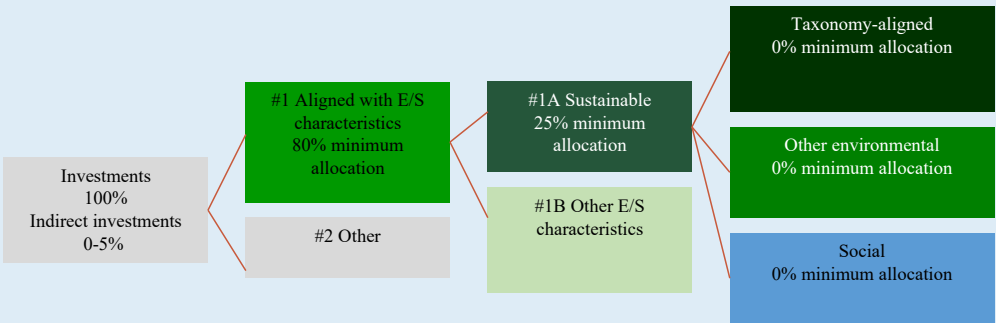 Investments
100%
Indirect investments
0-5%
#1 Aligned with E/S
characteristics
80% minimum
allocation
#2 Other
#1A Sustainable
25% minimum
allocation
#1B Other E/S
characteristics
Taxonomy-aligned
0% minimum allocation
Other environmental
0% minimum allocation
Social
0% minimum allocation